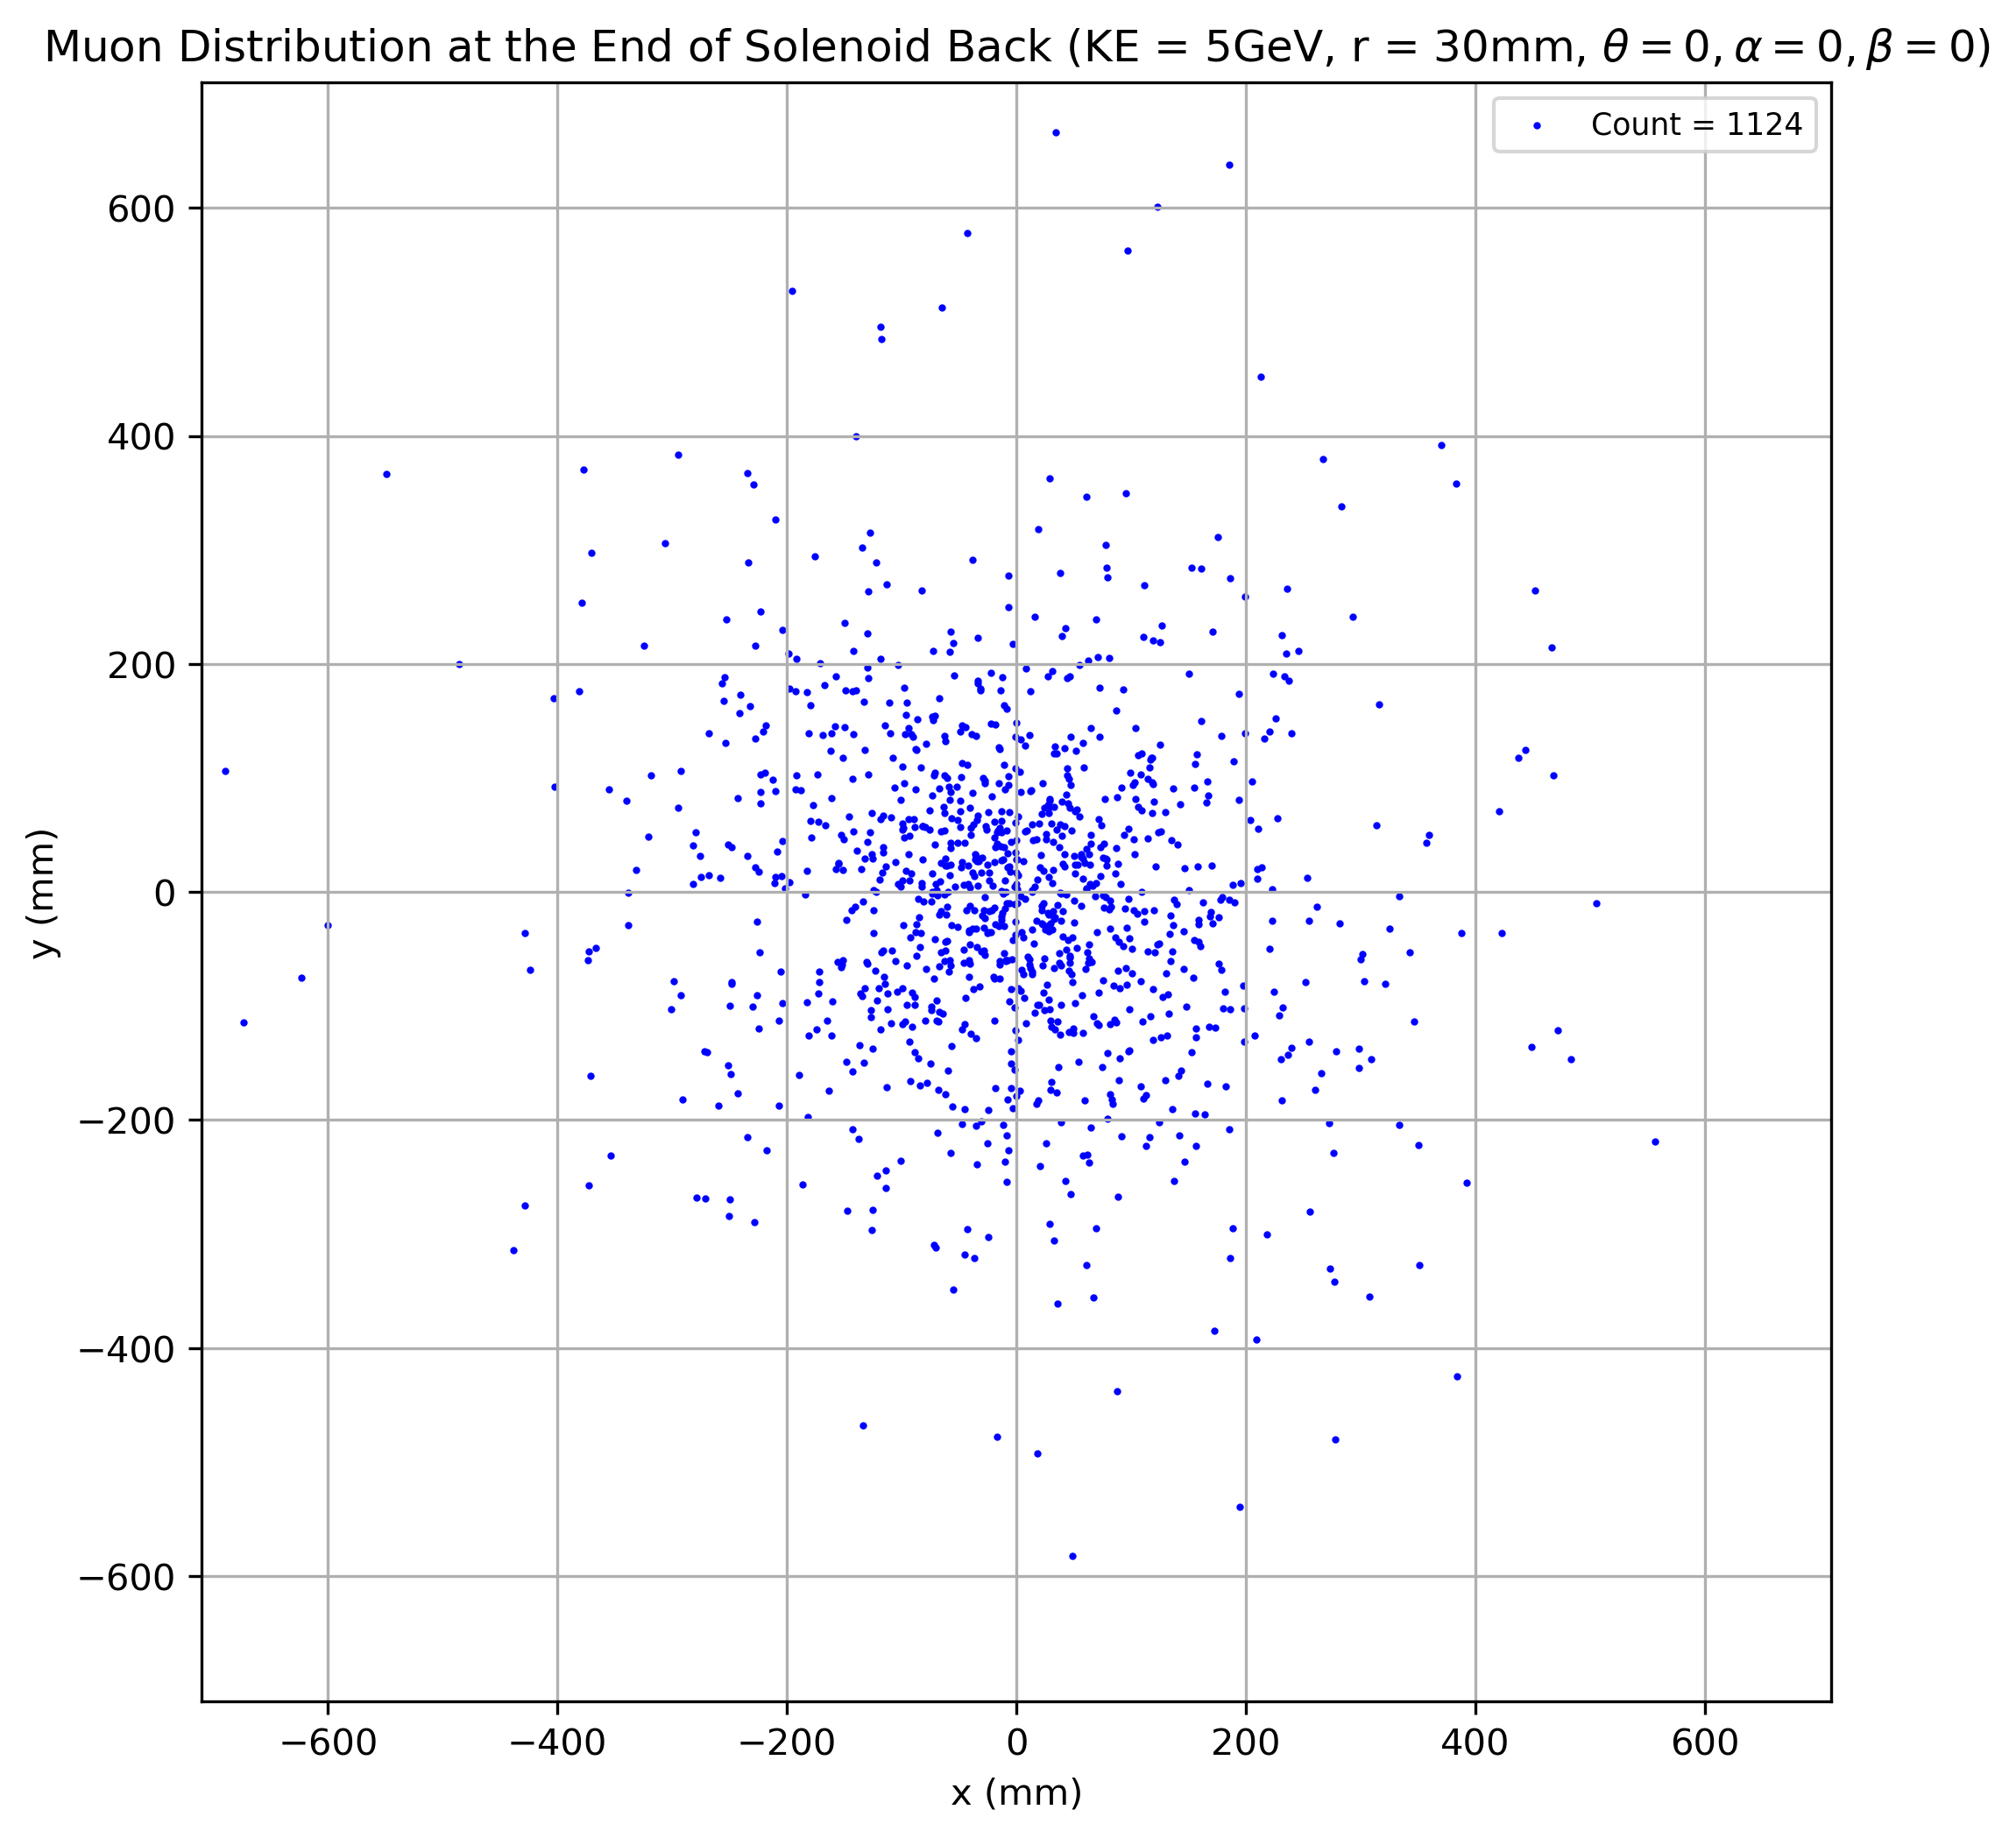 Muon Distribution at the End of Solenoid Back (KE = 5GeV, r = 30mm, θ = 0, α = 0, β = 0)
Count = 1124
600
400
200
0
−200
−400
−600
y (mm)
−600 −400 −200 0 200 400 600
x (mm)